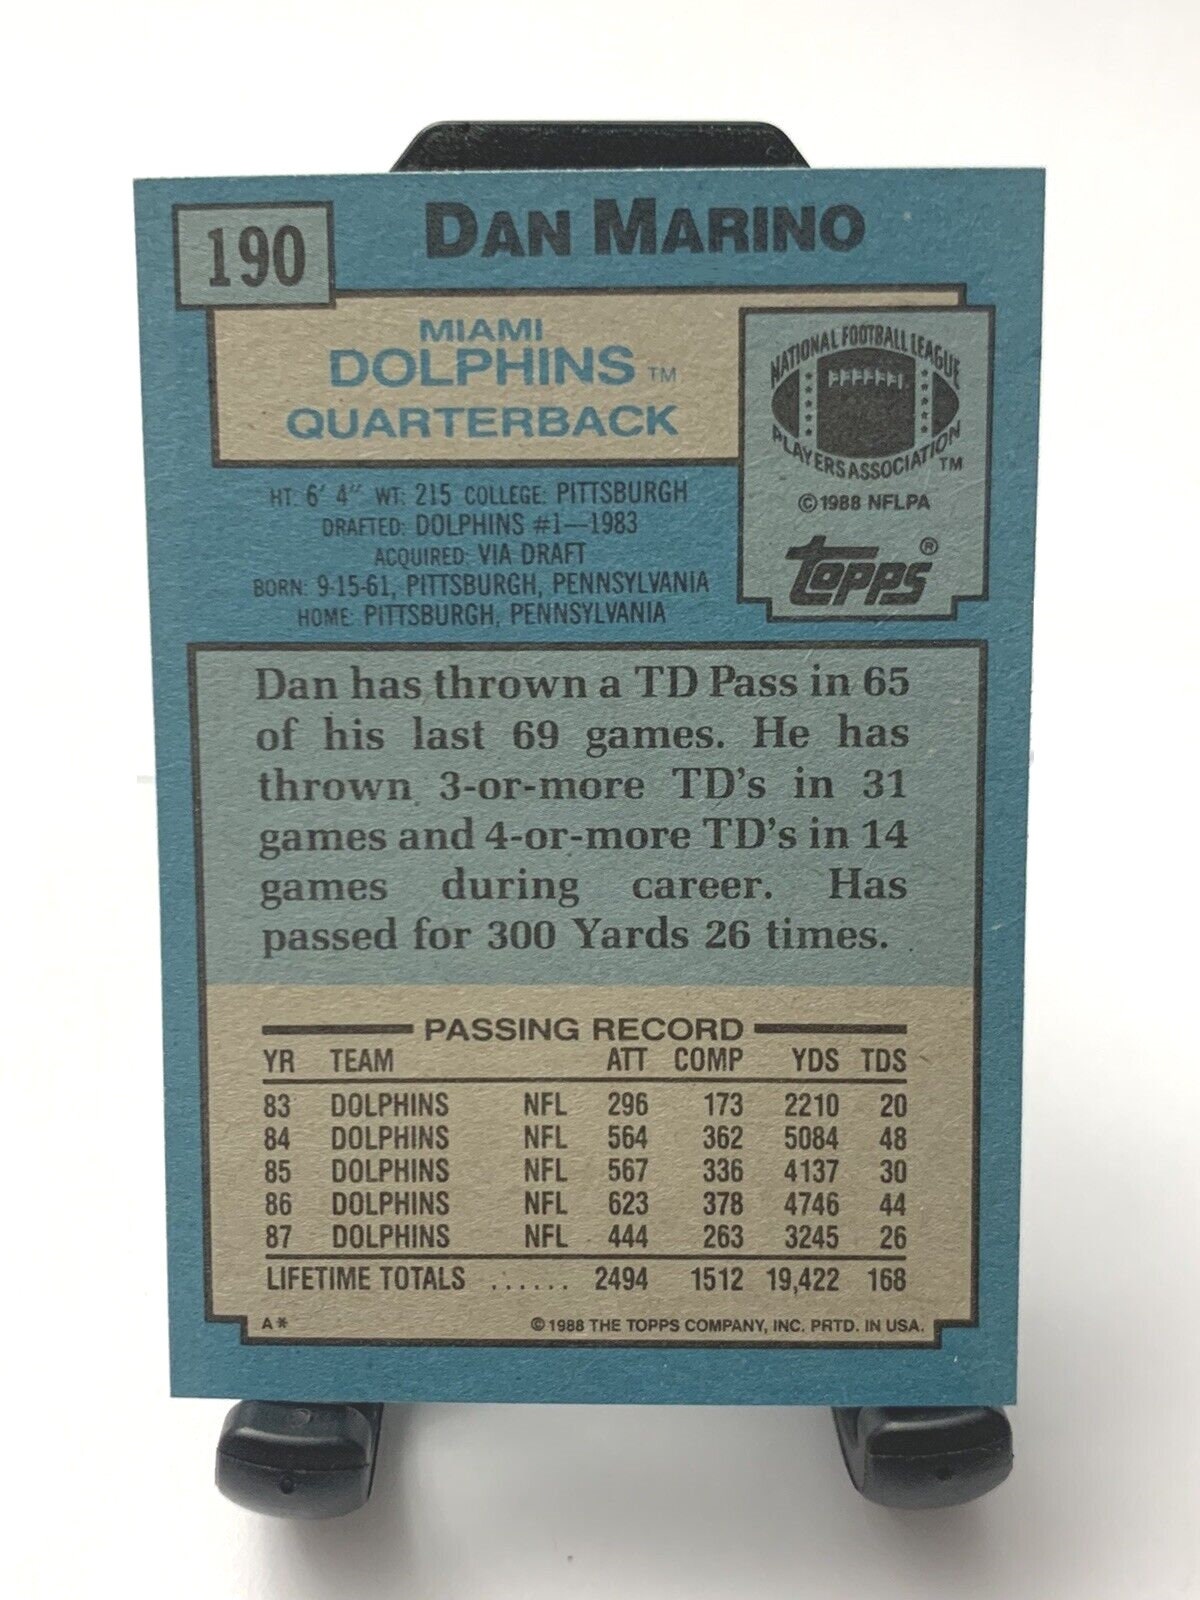 190
DAN MARINO
MIAMI
DOLPHINS ™
QUARTERBACK
NATIONAL FOOTBALL LEAGUE
PLAYERS ASSOCIATION ™
© 1988 NFLPA
Topps ®
HT: 6' 4" WT: 215 COLLEGE: PITTSBURGH
DRAFTED: DOLPHINS #1—1983
ACQUIRED: VIA DRAFT
BORN: 9-15-61, PITTSBURGH, PENNSYLVANIA
HOME: PITTSBURGH, PENNSYLVANIA
Dan has thrown a TD Pass in 65
of his last 69 games. He has
thrown 3-or-more TD's in 31
games and 4-or-more TD's in 14
games during career. Has
passed for 300 Yards 26 times.
PASSING RECORD
YR TEAM ATT COMP YDS TDS
83 DOLPHINS NFL 296 173 2210 20
84 DOLPHINS NFL 564 362 5084 48
85 DOLPHINS NFL 567 336 4137 30
86 DOLPHINS NFL 623 378 4746 44
87 DOLPHINS NFL 444 263 3245 26
LIFETIME TOTALS ...... 2494 1512 19,422 168
A* © 1988 THE TOPPS COMPANY, INC. PRTD. IN USA.